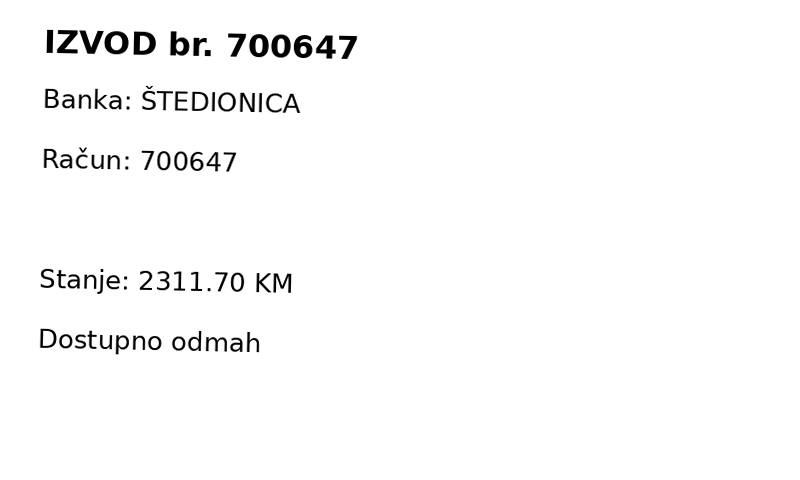 IZVOD br. 700647
Banka: ŠTEDIONICA
Račun: 700647
Stanje: 2311.70 KM
Dostupno odmah